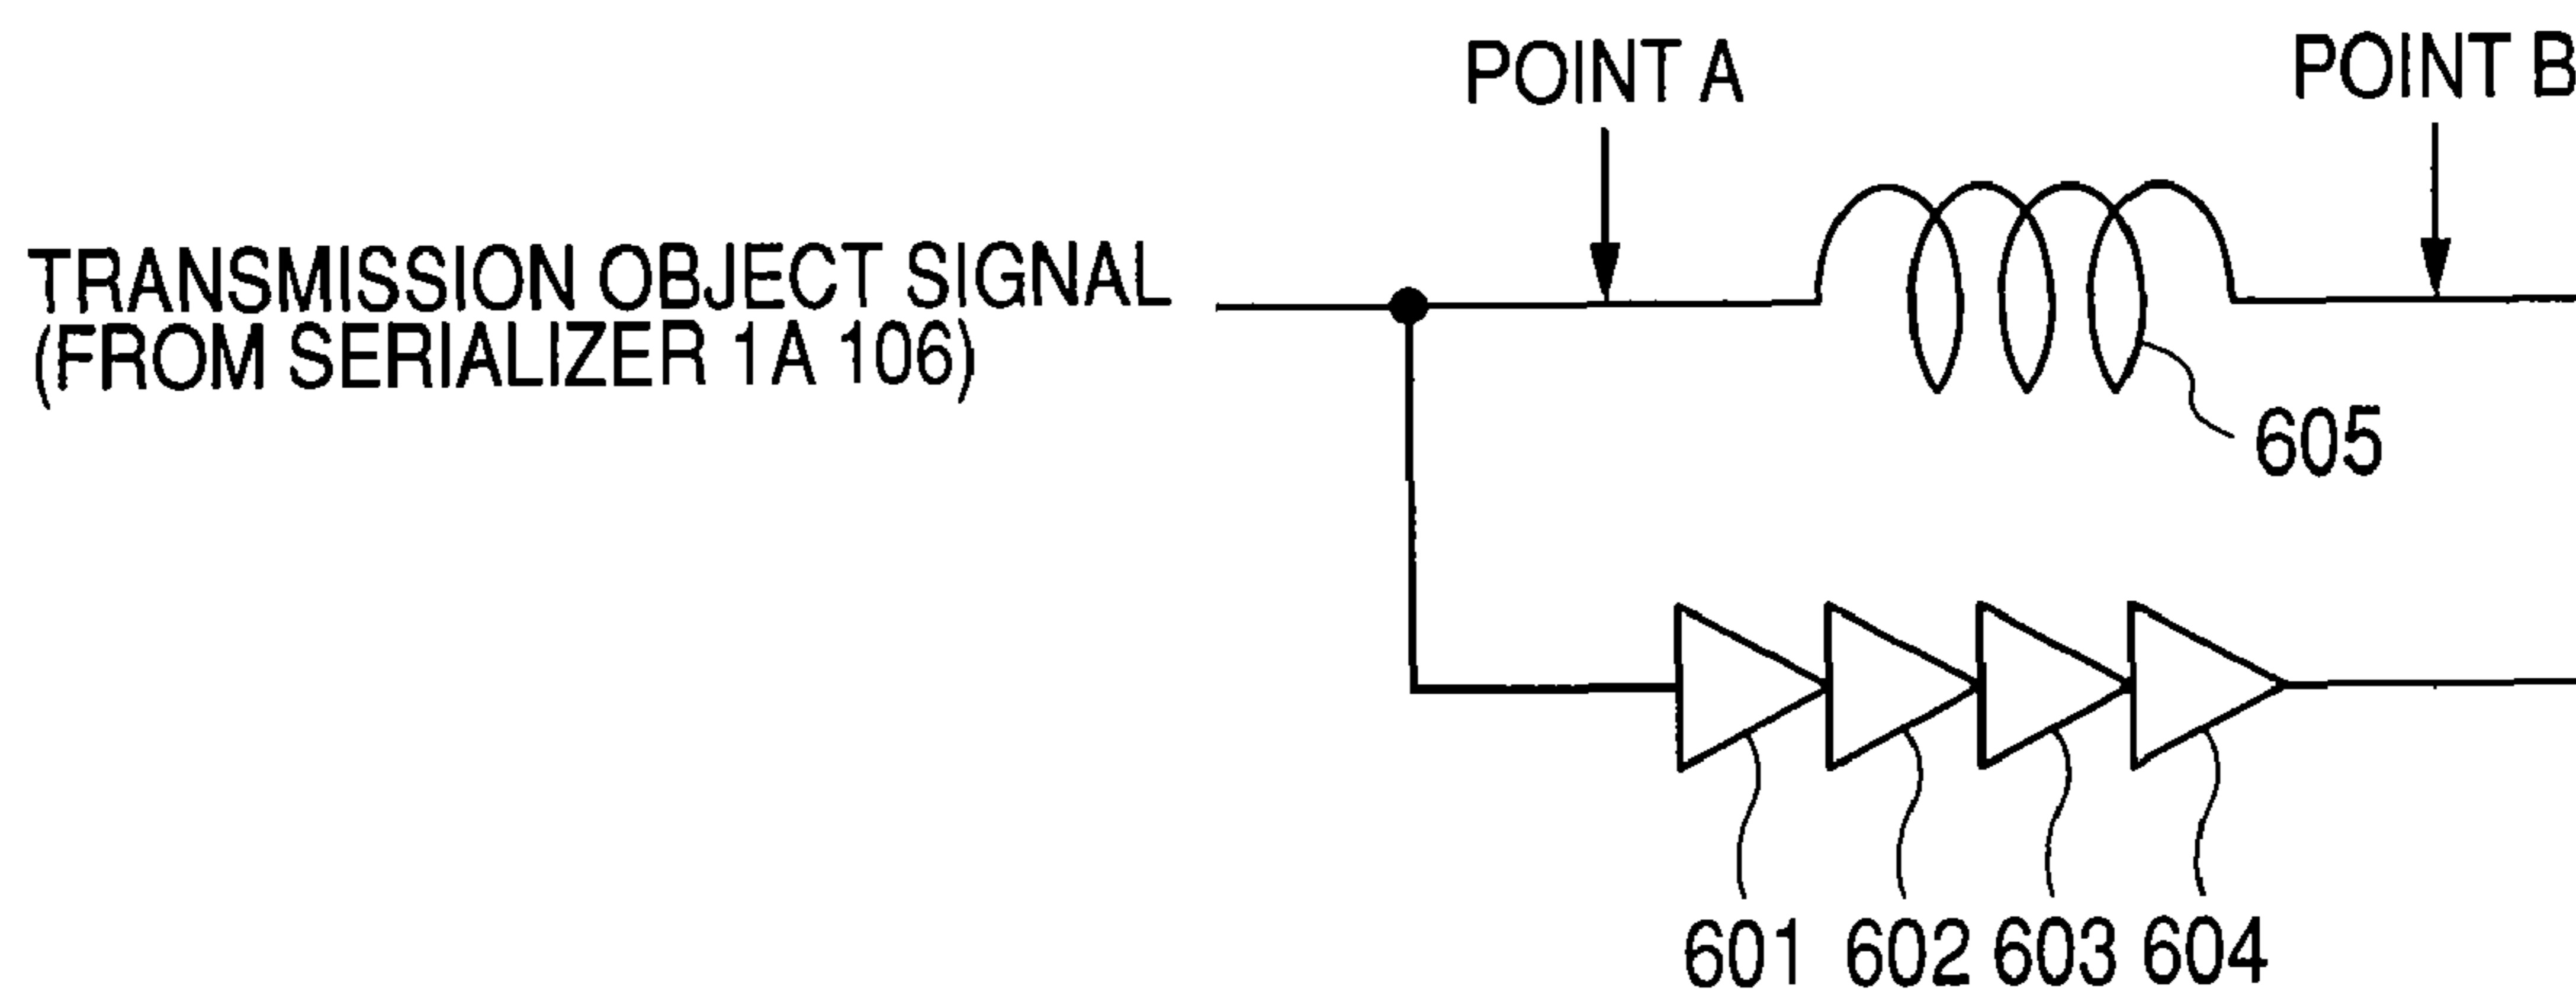 POINT A
POINT B
TRANSMISSION OBJECT SIGNAL
(FROM SERIALIZER 1A 106)
605
601 602 603 604